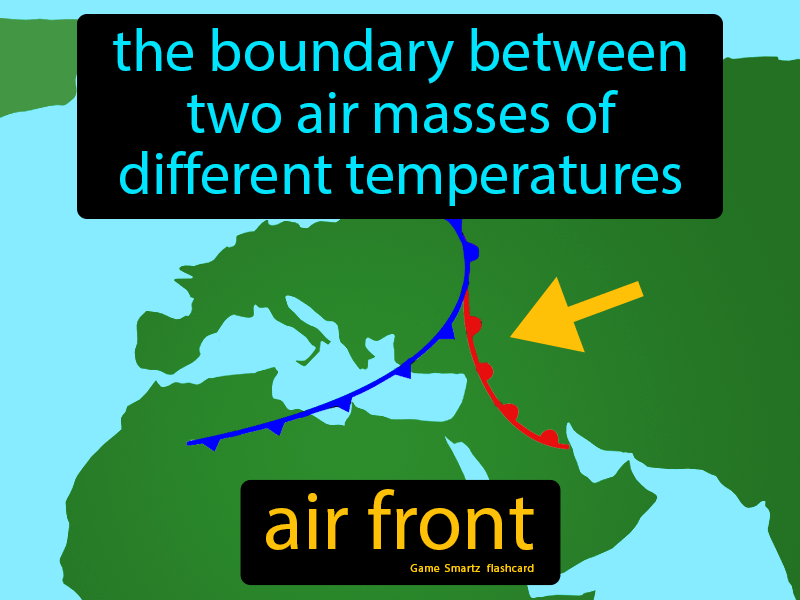 the boundary between
two air masses of
different temperatures
air front
Game Smartz flashcard